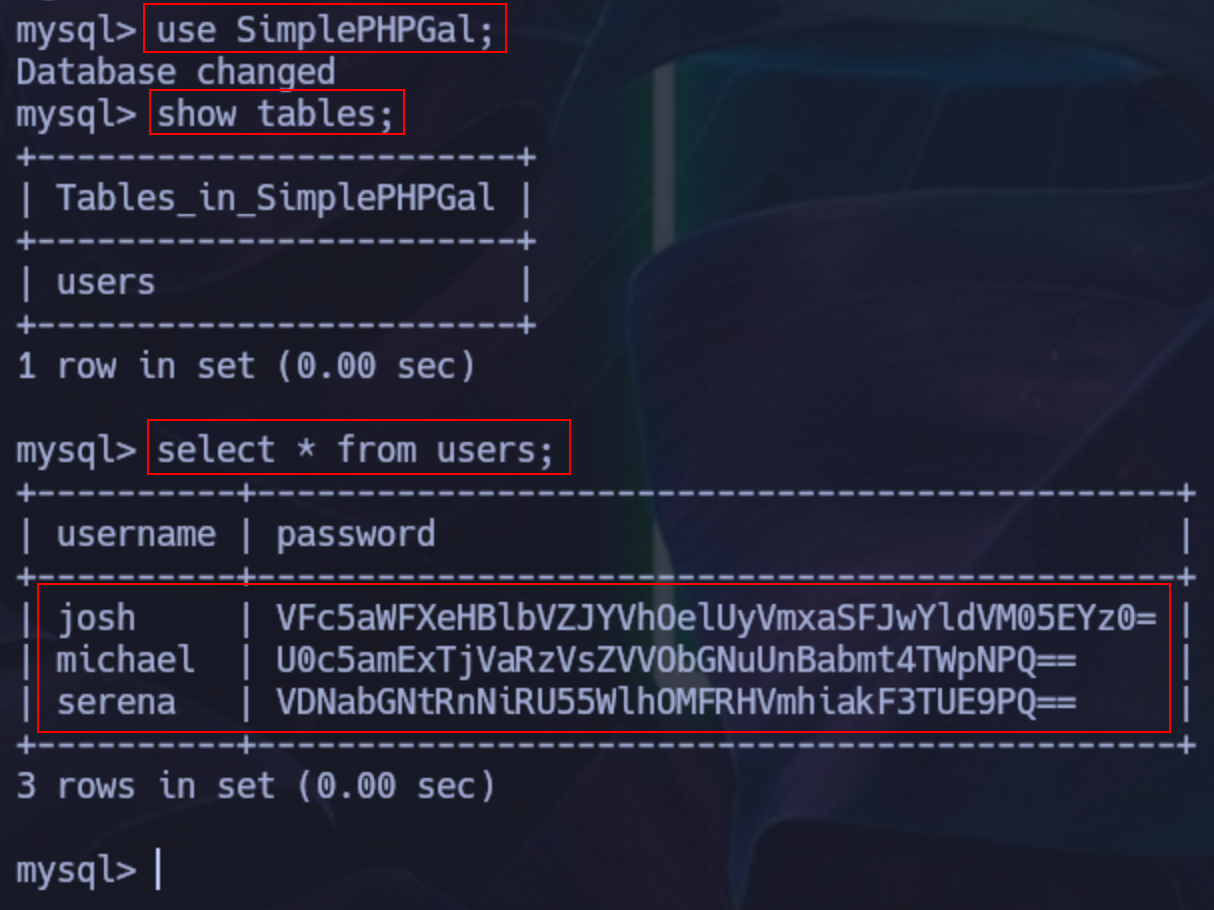 mysql> use SimplePHPGal;
Database changed
mysql> show tables;
+------------------------+
| Tables_in_SimplePHPGal |
+------------------------+
| users                  |
+------------------------+
1 row in set (0.00 sec)

mysql> select * from users;
+----------+----------------------------------------------+
| username | password                                     |
+----------+----------------------------------------------+
| josh     | VFc5aWFXeHBlbVZJYVhOelUyVmxaSFJwYldVM05EYz0= |
| michael  | U0c5amExTjVaRzVsZVVObGNuUnBabmt4TWpNPQ==     |
| serena   | VDNabGNtRnNiRU55WlhOMFRHVmhiakF3TUE9PQ==     |
+----------+----------------------------------------------+
3 rows in set (0.00 sec)

mysql>